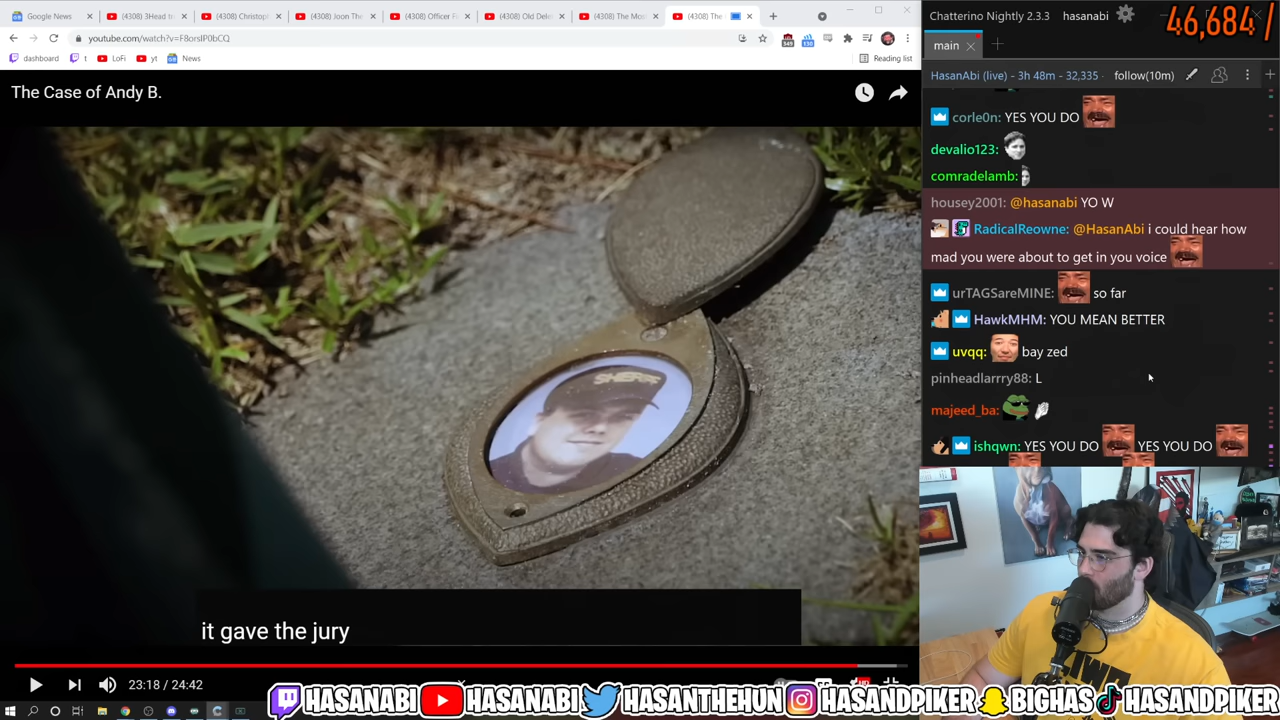 Google News
(4308) 3Head tr
(4308) Christoph
(4308) Joon The
(4308) Officer F
(4308) Old Dele
(4308) The Mo
(4308) The
youtube.com/watch?v=F8orsIP0bCQ
dashboard
t
LoFi
yt
News
Reading list
The Case of Andy B.
SHERIFF
it gave the jury
23:18 / 24:42
Chatterino Nightly 2.3.3
hasanabi
46,684 /
main
HasanAbi (live) - 3h 48m - 32,335
follow(10m)
corle0n: YES YOU DO
devalio123:
comradelamb:
housey2001: @hasanabi YO W
RadicalReowne: @HasanAbi i could hear how
mad you were about to get in you voice
urTAGSareMINE: so far
HawkMHM: YOU MEAN BETTER
uvqq: bay zed
pinheadlarrry88: L
majeed_ba:
ishqwn: YES YOU DO YES YOU DO
HASANABI HASANABI HASANTHEHUN HASANDPIKER BIGHAS HASANDPIKER